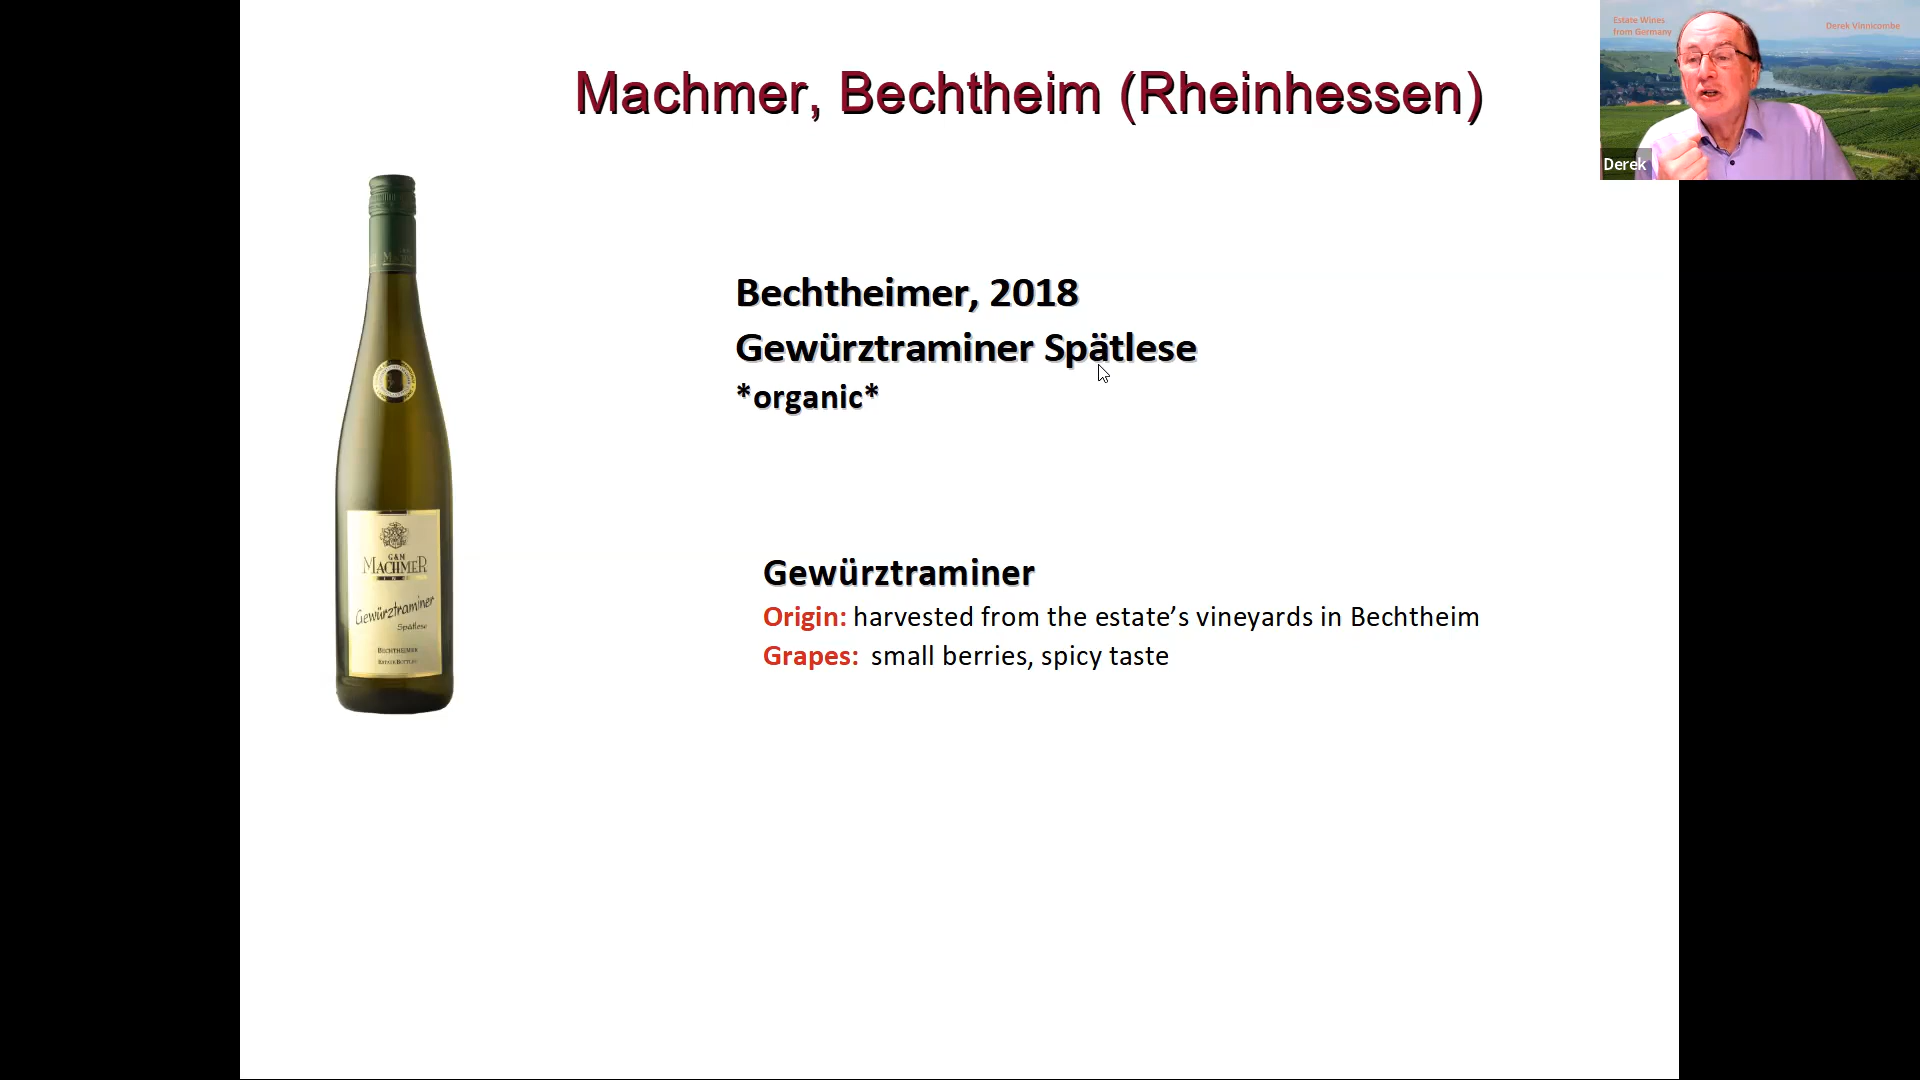 Machmer, Bechtheim (Rheinhessen)
Estate Wines
from Germany
Derek Vinnicombe
Derek
Bechtheimer, 2018
Gewürztraminer Spätlese
*organic*
G&M
MACHMER
Gewürztraminer
Spätlese
BECHTHEIMER
Gewürztraminer
Origin: harvested from the estate’s vineyards in Bechtheim
Grapes: small berries, spicy taste